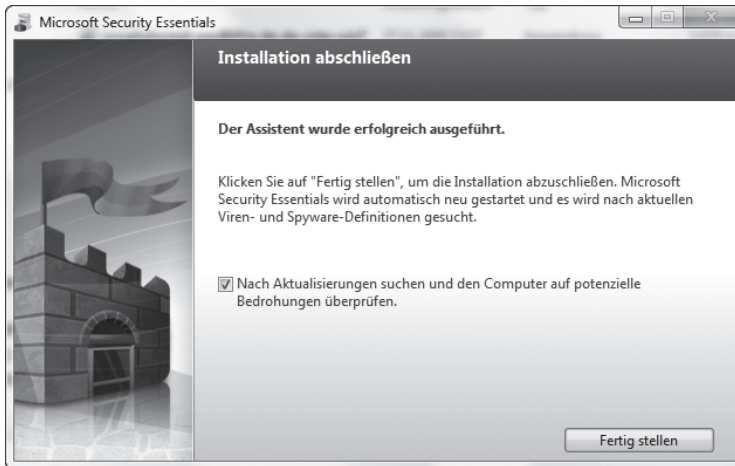 Microsoft Security Essentials
Installation abschließen
Der Assistent wurde erfolgreich ausgeführt.
Klicken Sie auf "Fertig stellen", um die Installation abzuschließen. Microsoft
Security Essentials wird automatisch neu gestartet und es wird nach aktuellen
Viren- und Spyware-Definitionen gesucht.
Nach Aktualisierungen suchen und den Computer auf potenzielle
Bedrohungen überprüfen.
Fertig stellen